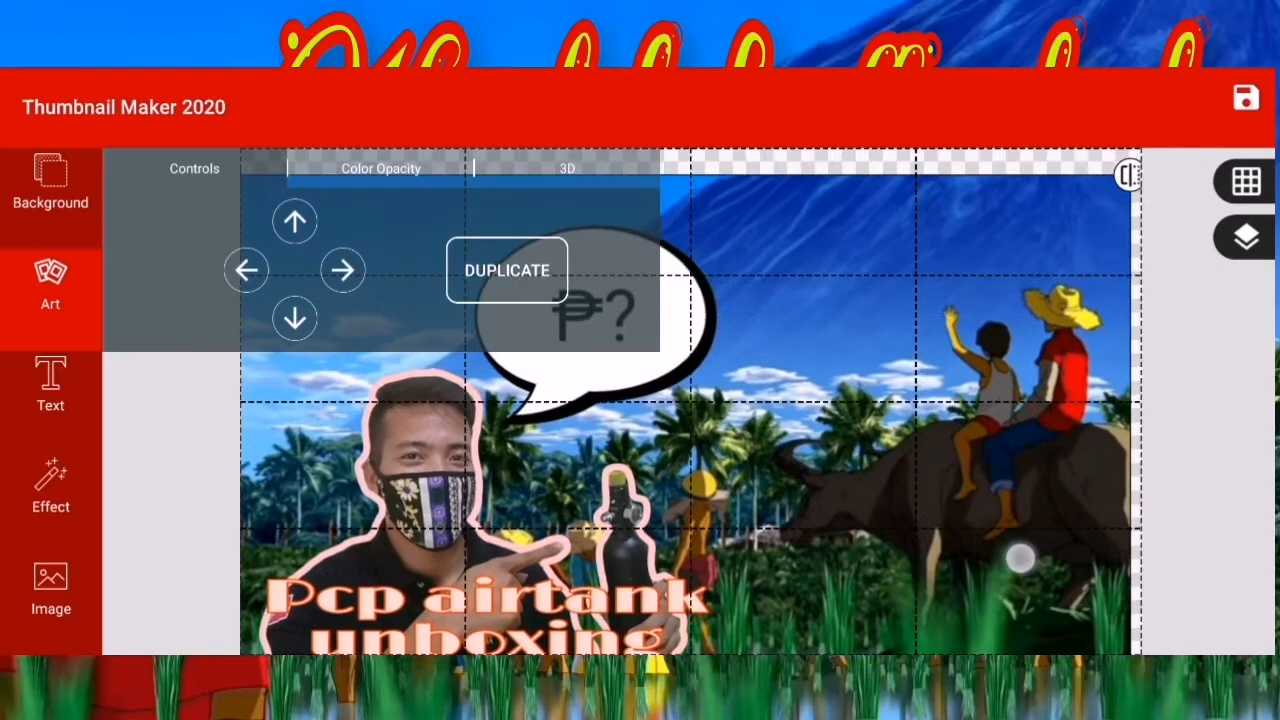 Thumbnail Maker 2020
Controls
Color Opacity
3D
Background
Art
Text
Effect
Image
DUPLICATE
₱?
Pcp airtank
unboxing